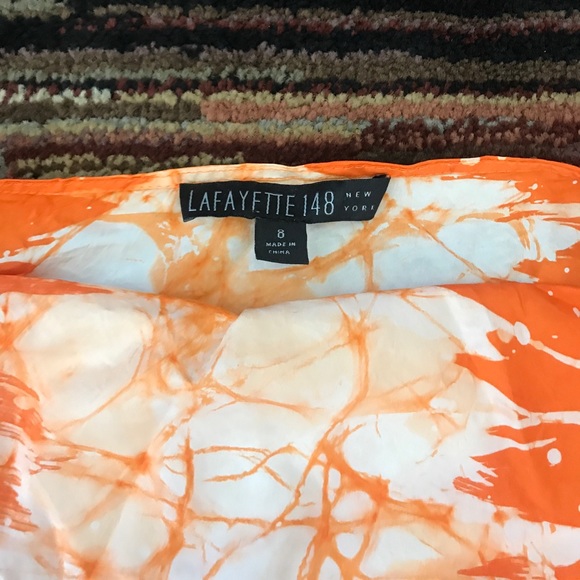 LAFAYETTE 148 NEW YORK
8
MADE IN
CHINA